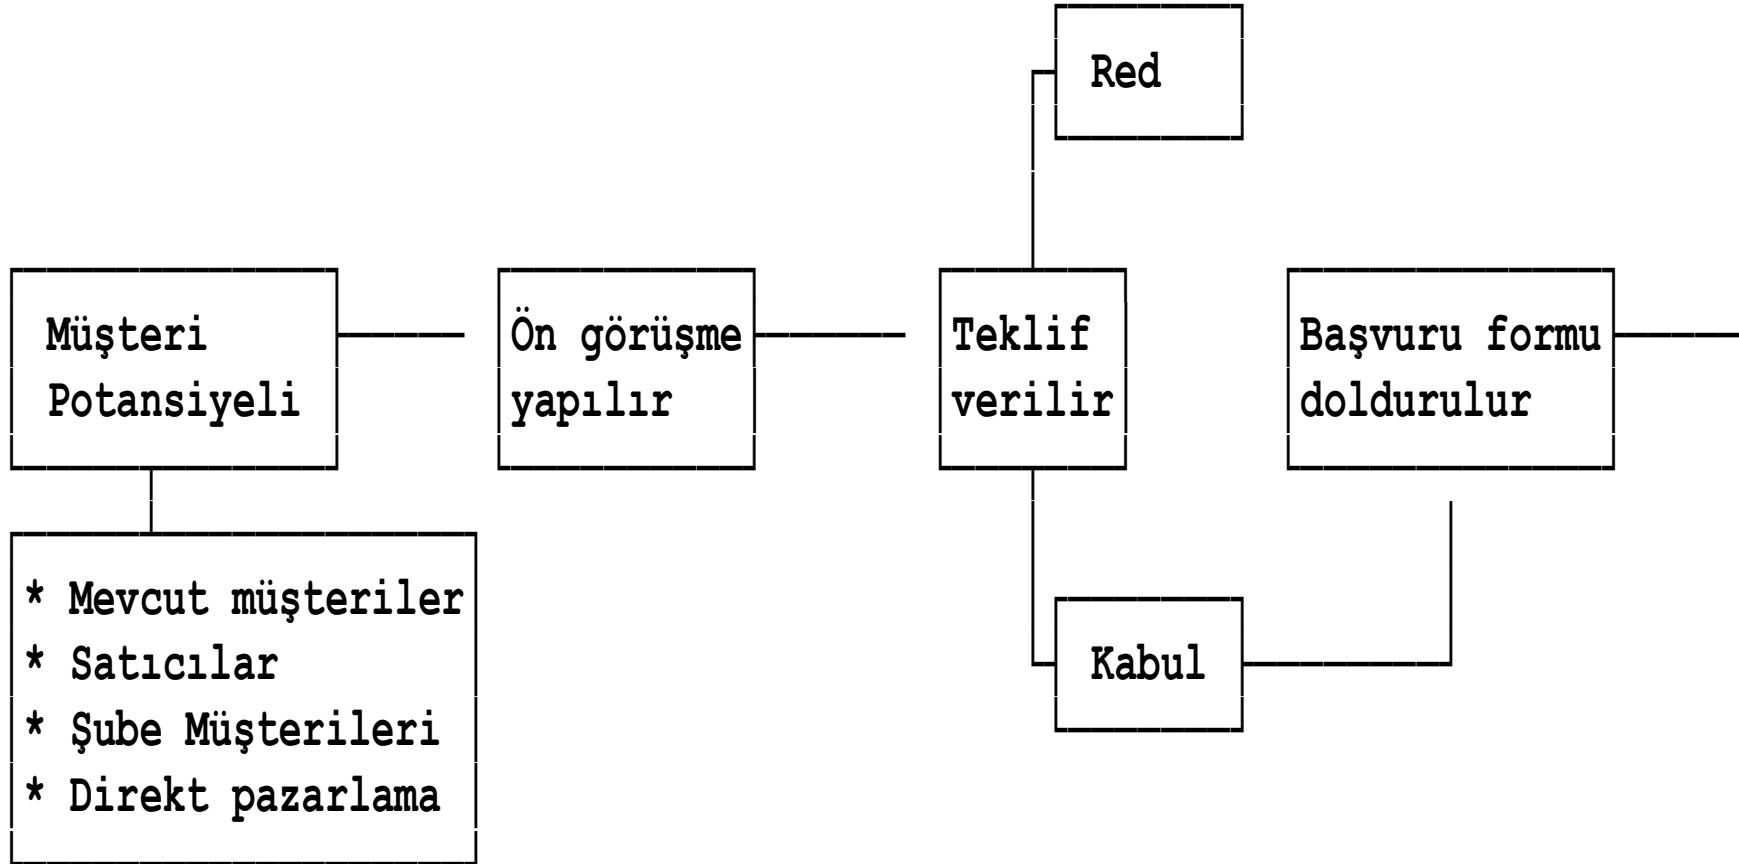 Red
Müşteri
Potansiyeli
Ön görüşme
yapılır
Teklif
verilir
Başvuru formu
doldurulur
* Mevcut müşteriler
* Satıcılar
* Şube Müşterileri
* Direkt pazarlama
Kabul